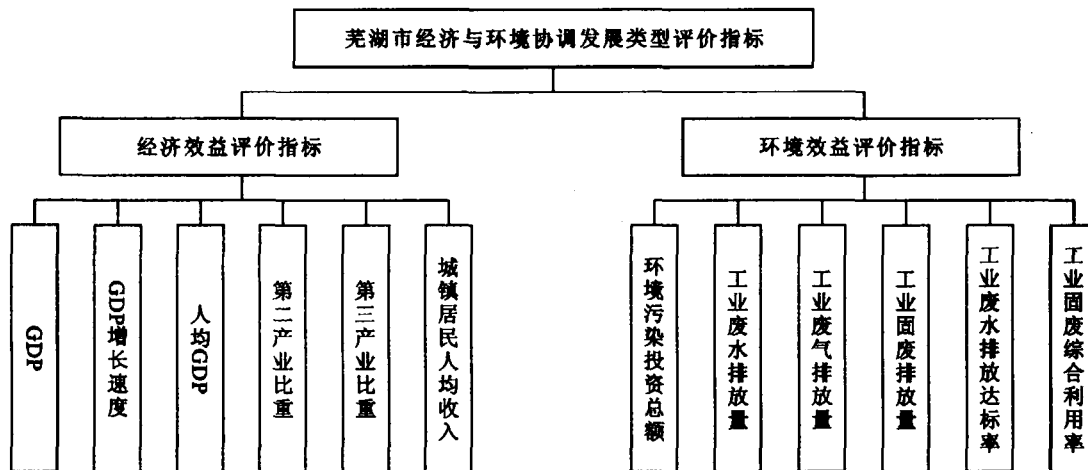 芜湖市经济与环境协调发展类型评价指标
经济效益评价指标
环境效益评价指标
GDP
GDP增长速度
人均GDP
第二产业比重
第三产业比重
城镇居民人均收入
环境污染投资总额
工业废水排放量
工业废气排放量
工业固废排放量
工业废水排放达标率
工业固废综合利用率